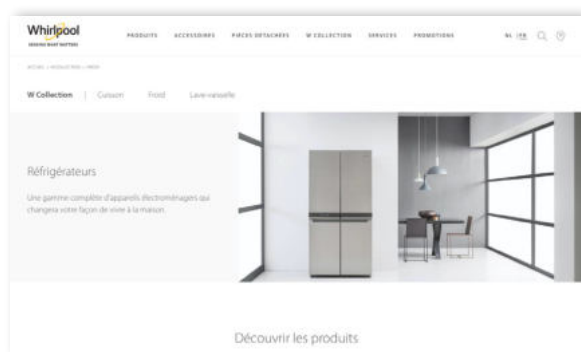 Whirlpool
SENSING WHAT MATTERS
PRODUITS ACCESSOIRES PIÈCES DÉTACHÉES W COLLECTION SERVICES PROMOTIONS NL | FR
W Collection | Cuisson Froid Lave-vaisselle
Réfrigérateurs
Une gamme complète d'appareils électroménagers qui
changera votre façon de vivre à la maison.
Découvrir les produits